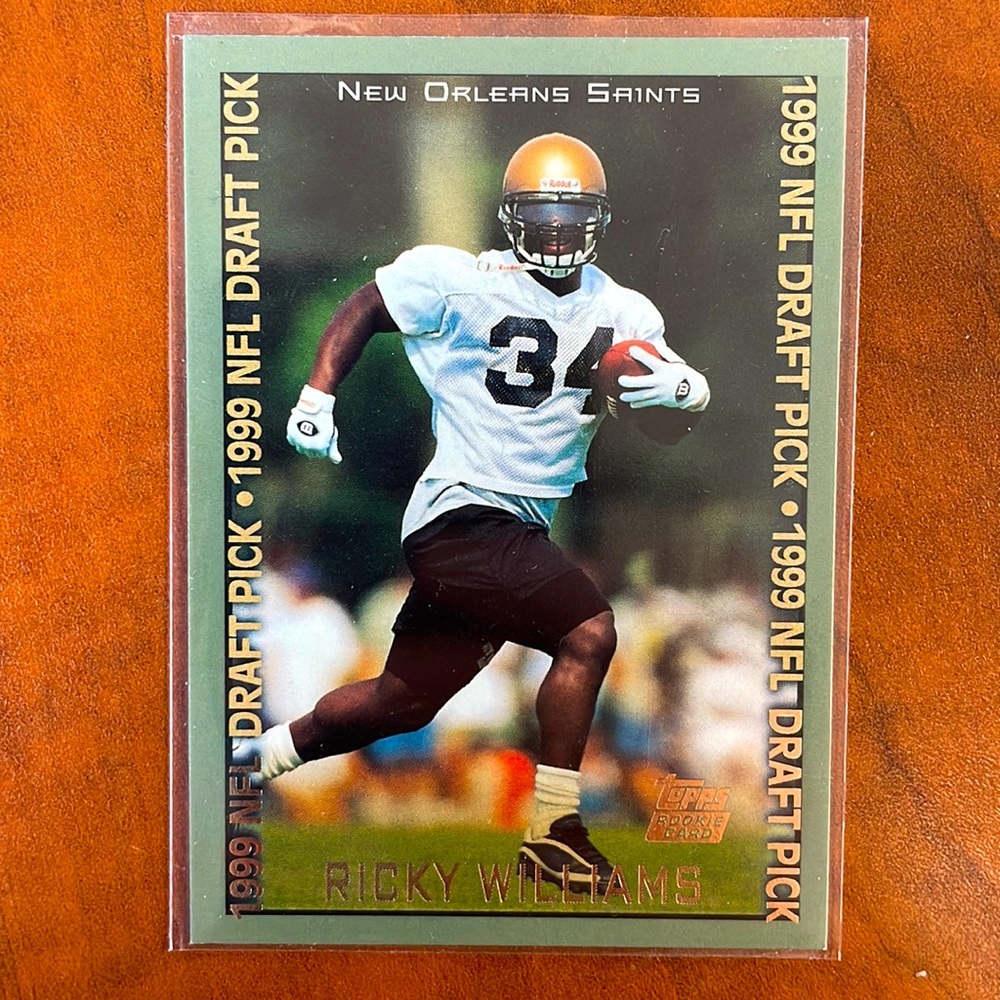 New Orleans Saints
1999 NFL DRAFT PICK • 1999 NFL DRAFT PICK
1999 NFL DRAFT PICK • 1999 NFL DRAFT PICK
Riddell
34
Topps
ROOKIE
CARD
RICKY WILLIAMS